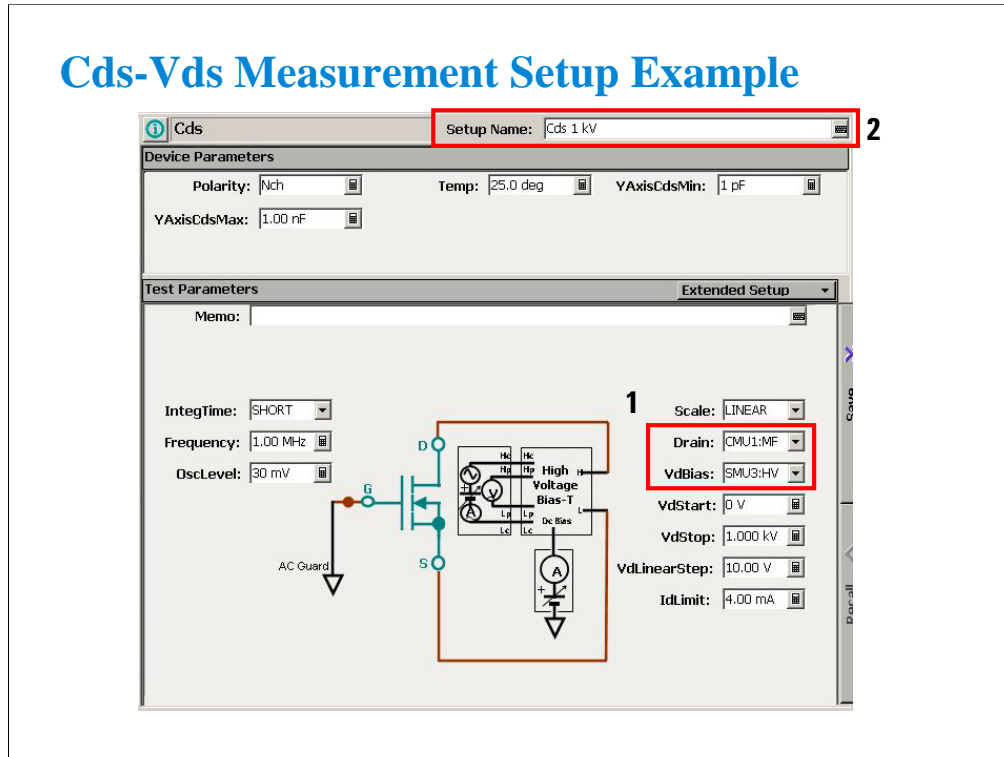 Cds-Vds Measurement Setup Example
Cds
Setup Name: Cds 1 kV
2
Device Parameters
Polarity: Nch
Temp: 25.0 deg
YAxisCdsMin: 1 pF
YAxisCdsMax: 1.00 nF
Test Parameters
Extended Setup
Memo:
IntegTime: SHORT
Frequency: 1.00 MHz
OscLevel: 30 mV
1
Scale: LINEAR
Drain: CMU1:MF
VdBias: SMU3:HV
VdStart: 0 V
VdStop: 1.000 kV
VdLinearStep: 10.00 V
IdLimit: 4.00 mA
Save
Recall
D
G
S
AC Guard
Hc Hc
Hp Hp High H
V Voltage
Bias-T
A Lp Lp L
Dc Bias
Lc Lc
A
+
+